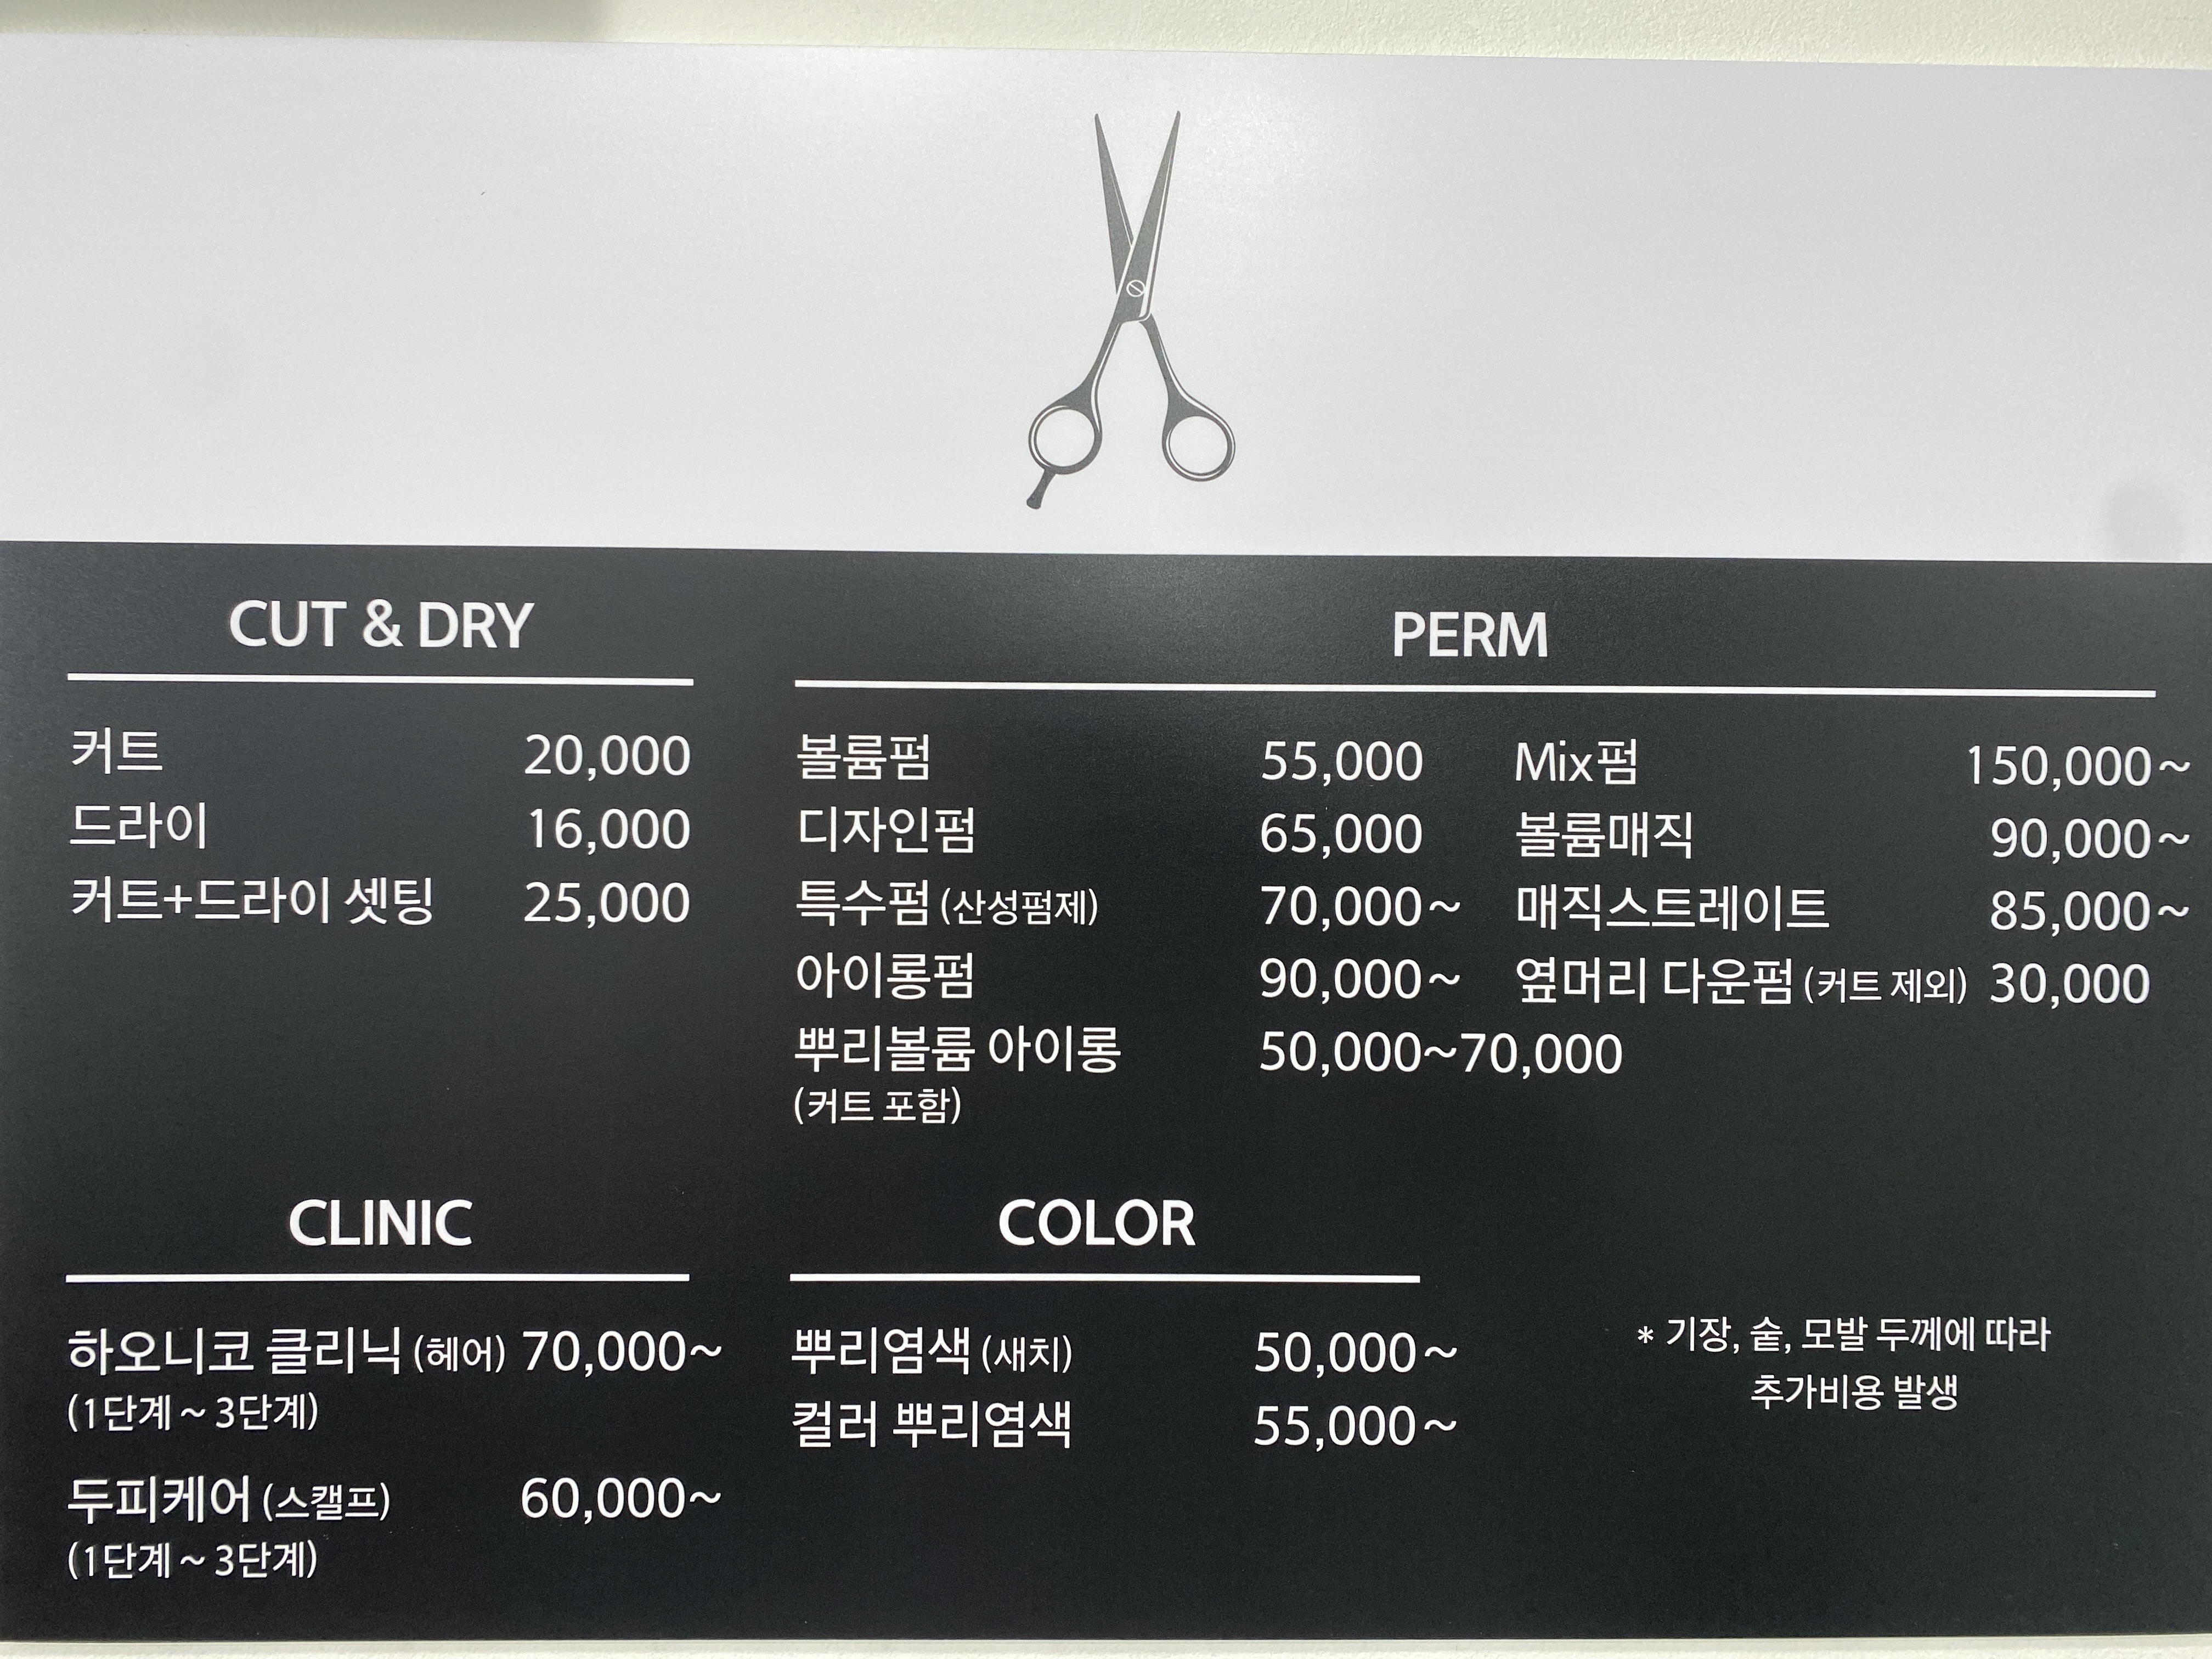 CUT & DRY
커트 20,000
드라이 16,000
커트+드라이 셋팅 25,000
PERM
볼륨펌 55,000
디자인펌 65,000
특수펌 (산성펌제) 70,000~
아이롱펌 90,000~
뿌리볼륨 아이롱 50,000~70,000
(커트 포함)
Mix펌 150,000~
볼륨매직 90,000~
매직스트레이트 85,000~
옆머리 다운펌 (커트 제외) 30,000
CLINIC
하오니코 클리닉 (헤어) 70,000~
(1단계 ~ 3단계)
두피케어 (스캘프) 60,000~
(1단계 ~ 3단계)
COLOR
뿌리염색 (새치) 50,000~
컬러 뿌리염색 55,000~
* 기장, 숱, 모발 두께에 따라
추가비용 발생